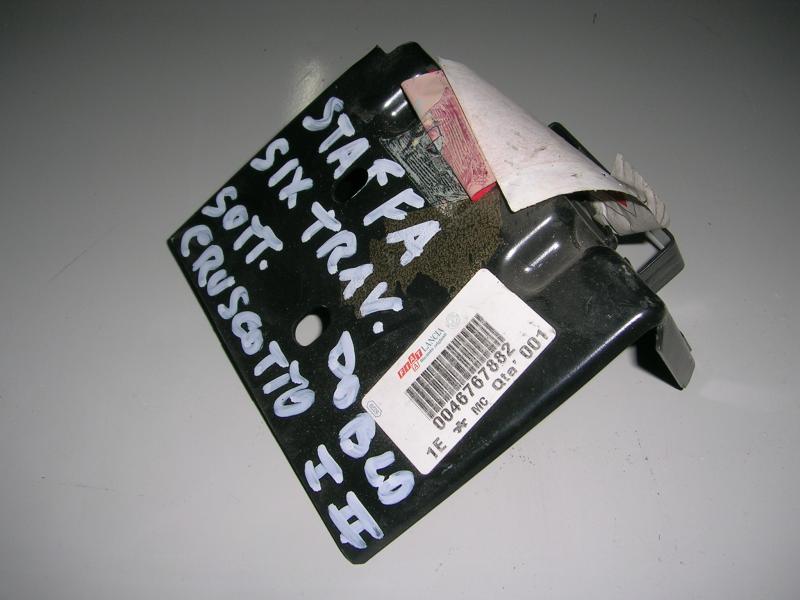 STAFFA
SIX TRAV. DOBLO
SOTT. I II
CRUSCOTTO
FIAT LANCIA
0046767882
1E MC Qta' 001